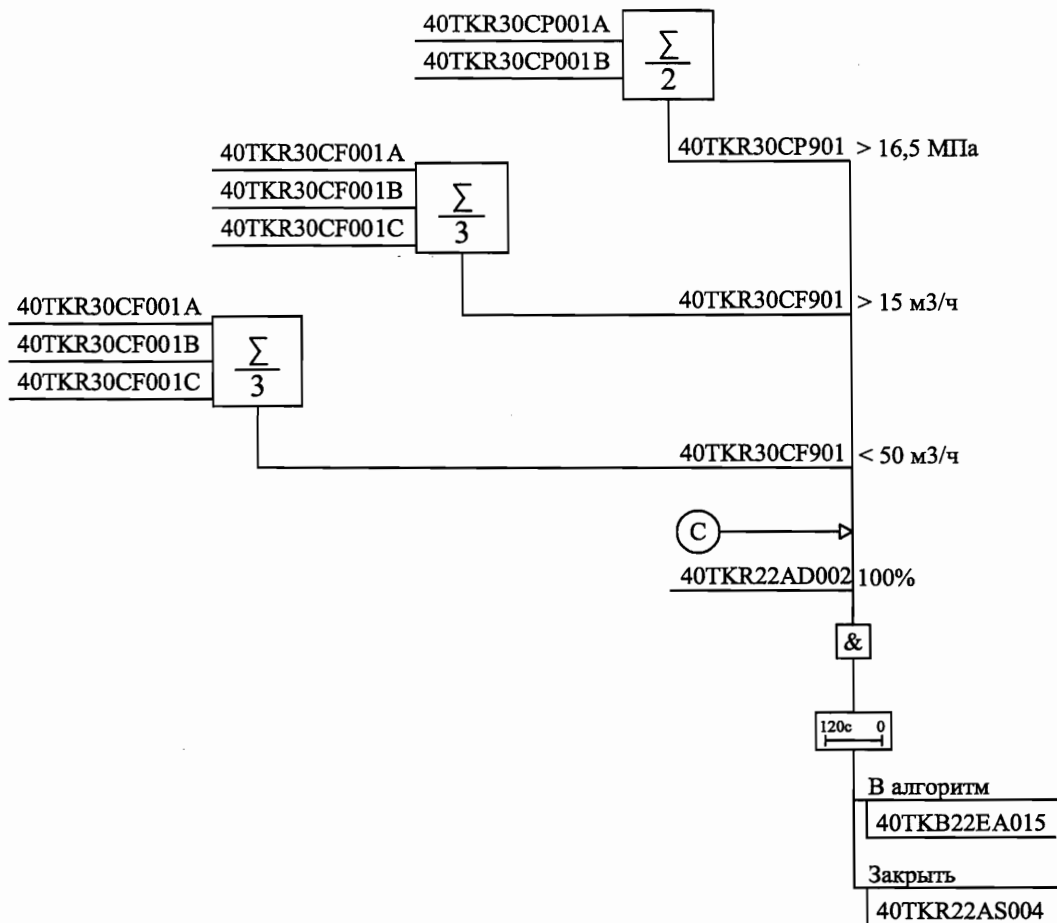 40TKR30CP001A
40TKR30CP001B
∑
2
40TKR30CP901 > 16,5 МПа
40TKR30CF001A
40TKR30CF001B
40TKR30CF001C
∑
3
40TKR30CF901 > 15 м3/ч
40TKR30CF001A
40TKR30CF001B
40TKR30CF001C
∑
3
40TKR30CF901 < 50 м3/ч
C
40TKR22AD002 100%
&
120с 0
В алгоритм
40TKB22EA015
Закрыть
40TKR22AS004